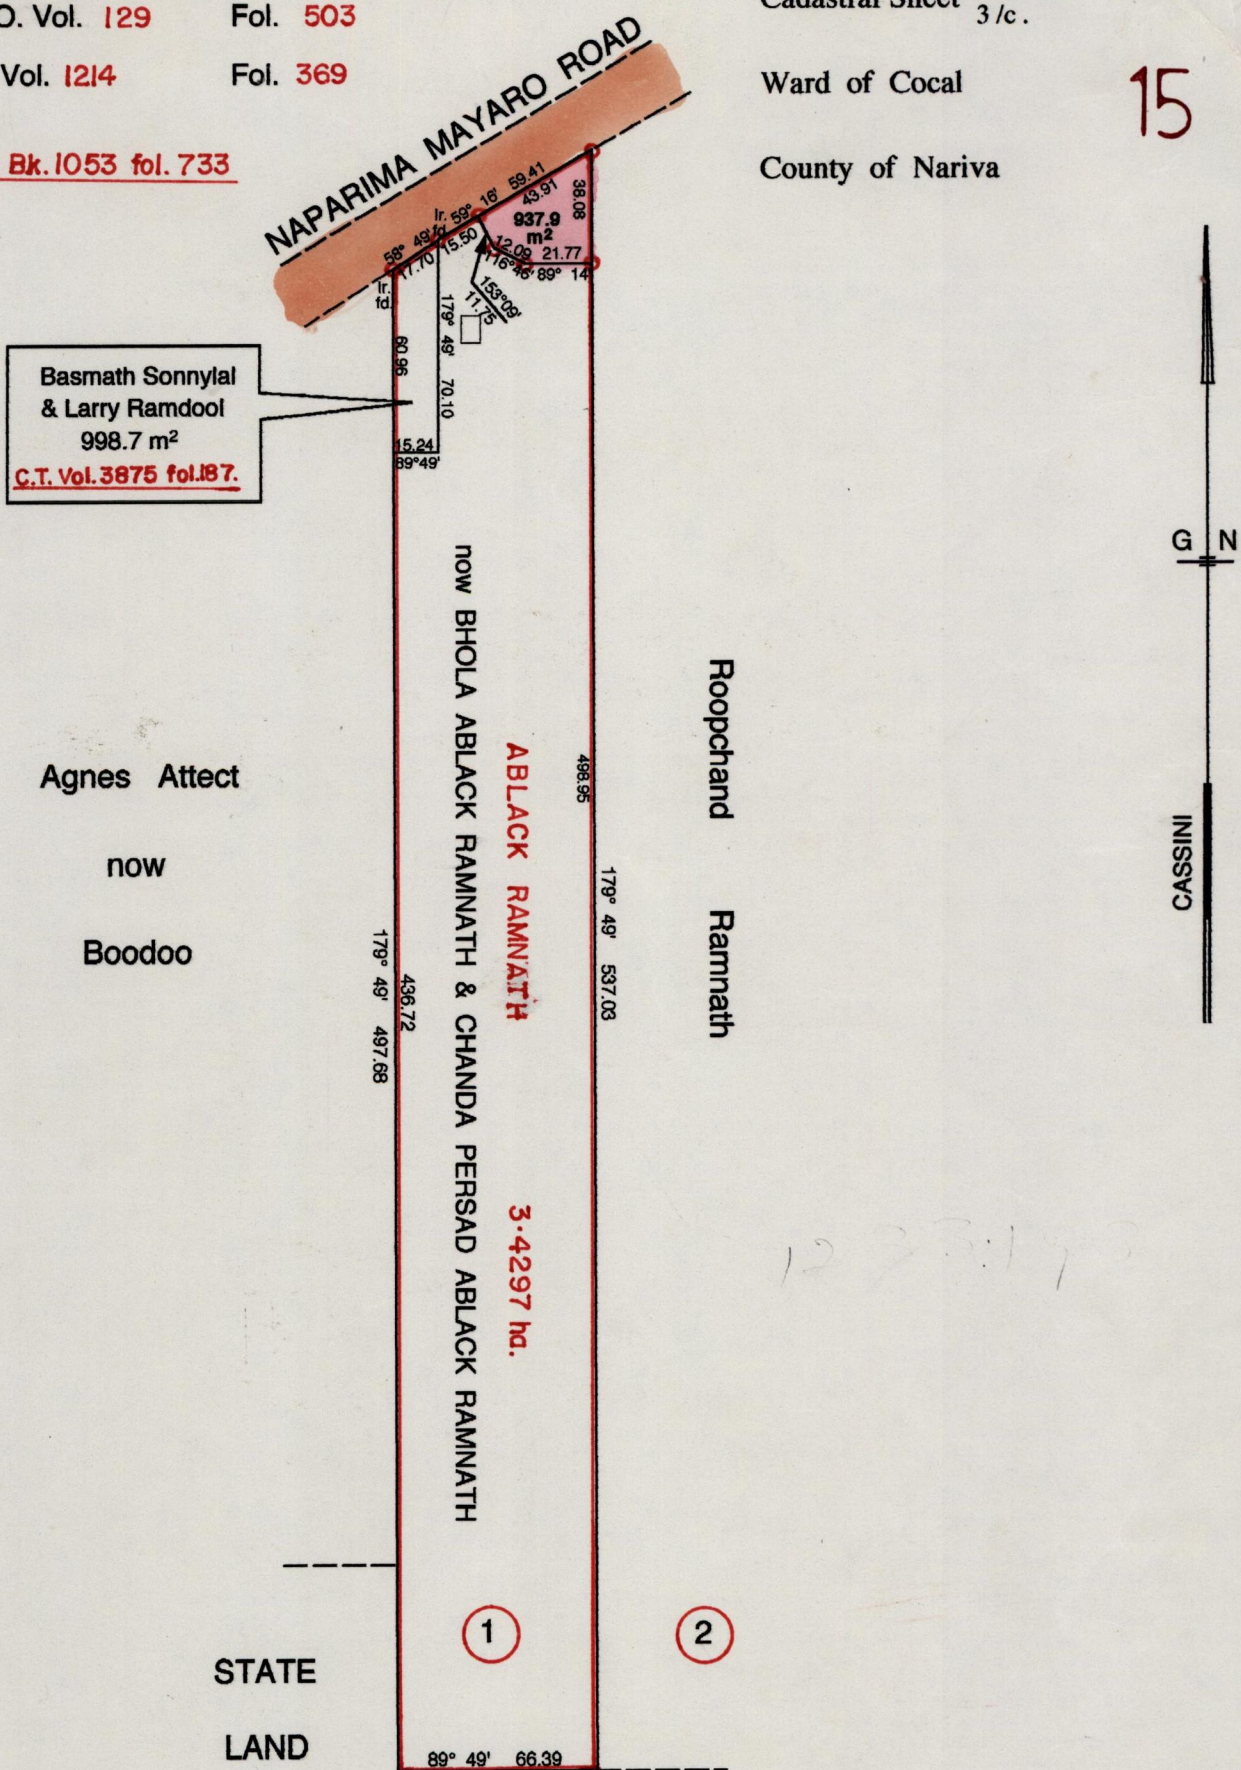 O. Vol. 129 Fol. 503
Vol. 1214 Fol. 369
Bk.1053 fol. 733
3/c.
Ward of Cocal
County of Nariva
15
NAPARIMA MAYARO ROAD
58° 49'
17.70
Ir.
fd.
Ir.
fd.
59° 16' 59.41
15.50
43.91
38.08
937.9
m²
12.09
116°46'
21.77
89° 14'
153°09'
11.75
179° 49' 70.10
60.96
15.24
89°49'
Basmath Sonnylal
& Larry Ramdool
998.7 m²
C.T. Vol.3875 fol.187.
G N
CASSINI
Agnes Attect
now
Boodoo
now BHOLA ABLACK RAMNATH & CHANDA PERSAD ABLACK RAMNATH
ABLACK RAMNATH
3.4297 ha.
498.95
179° 49' 537.03
Roopchand Ramnath
436.72
179° 49' 497.68
1
2
STATE
LAND
89° 49' 66.39